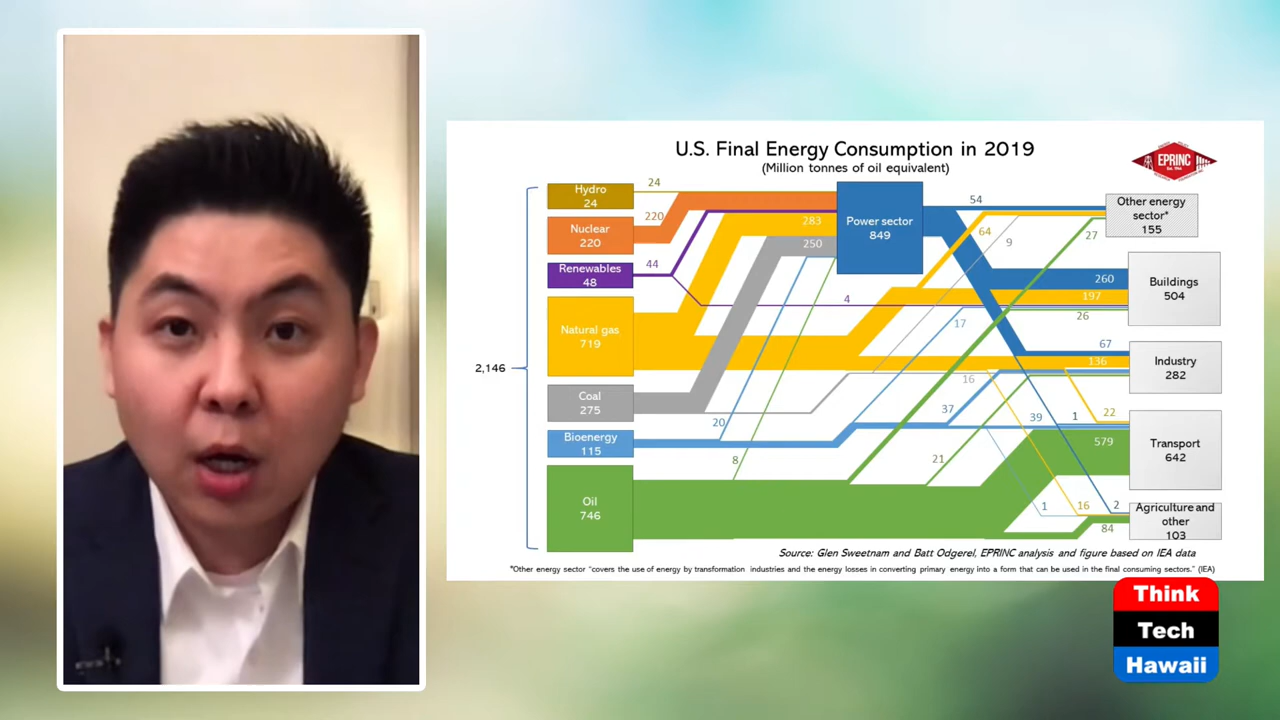 U.S. Final Energy Consumption in 2019
(Million tonnes of oil equivalent)
EPRINC
Hydro
24
24
Nuclear
220
220
Renewables
48
44
Natural gas
719
Coal
275
Bioenergy
115
Oil
746
2,146
283
250
Power sector
849
4
20
8
54
64
9
27
17
16
37
39
21
1
1
16
2
260
197
26
67
136
22
579
84
Other energy
sector*
155
Buildings
504
Industry
282
Transport
642
Agriculture and
other
103
Source: Glen Sweetnam and Batt Odgerel, EPRINC analysis and figure based on IEA data
*Other energy sector “covers the use of energy by transformation industries and the energy losses in converting primary energy into a form that can be used in the final consuming sectors.” (IEA)
Think
Tech
Hawaii